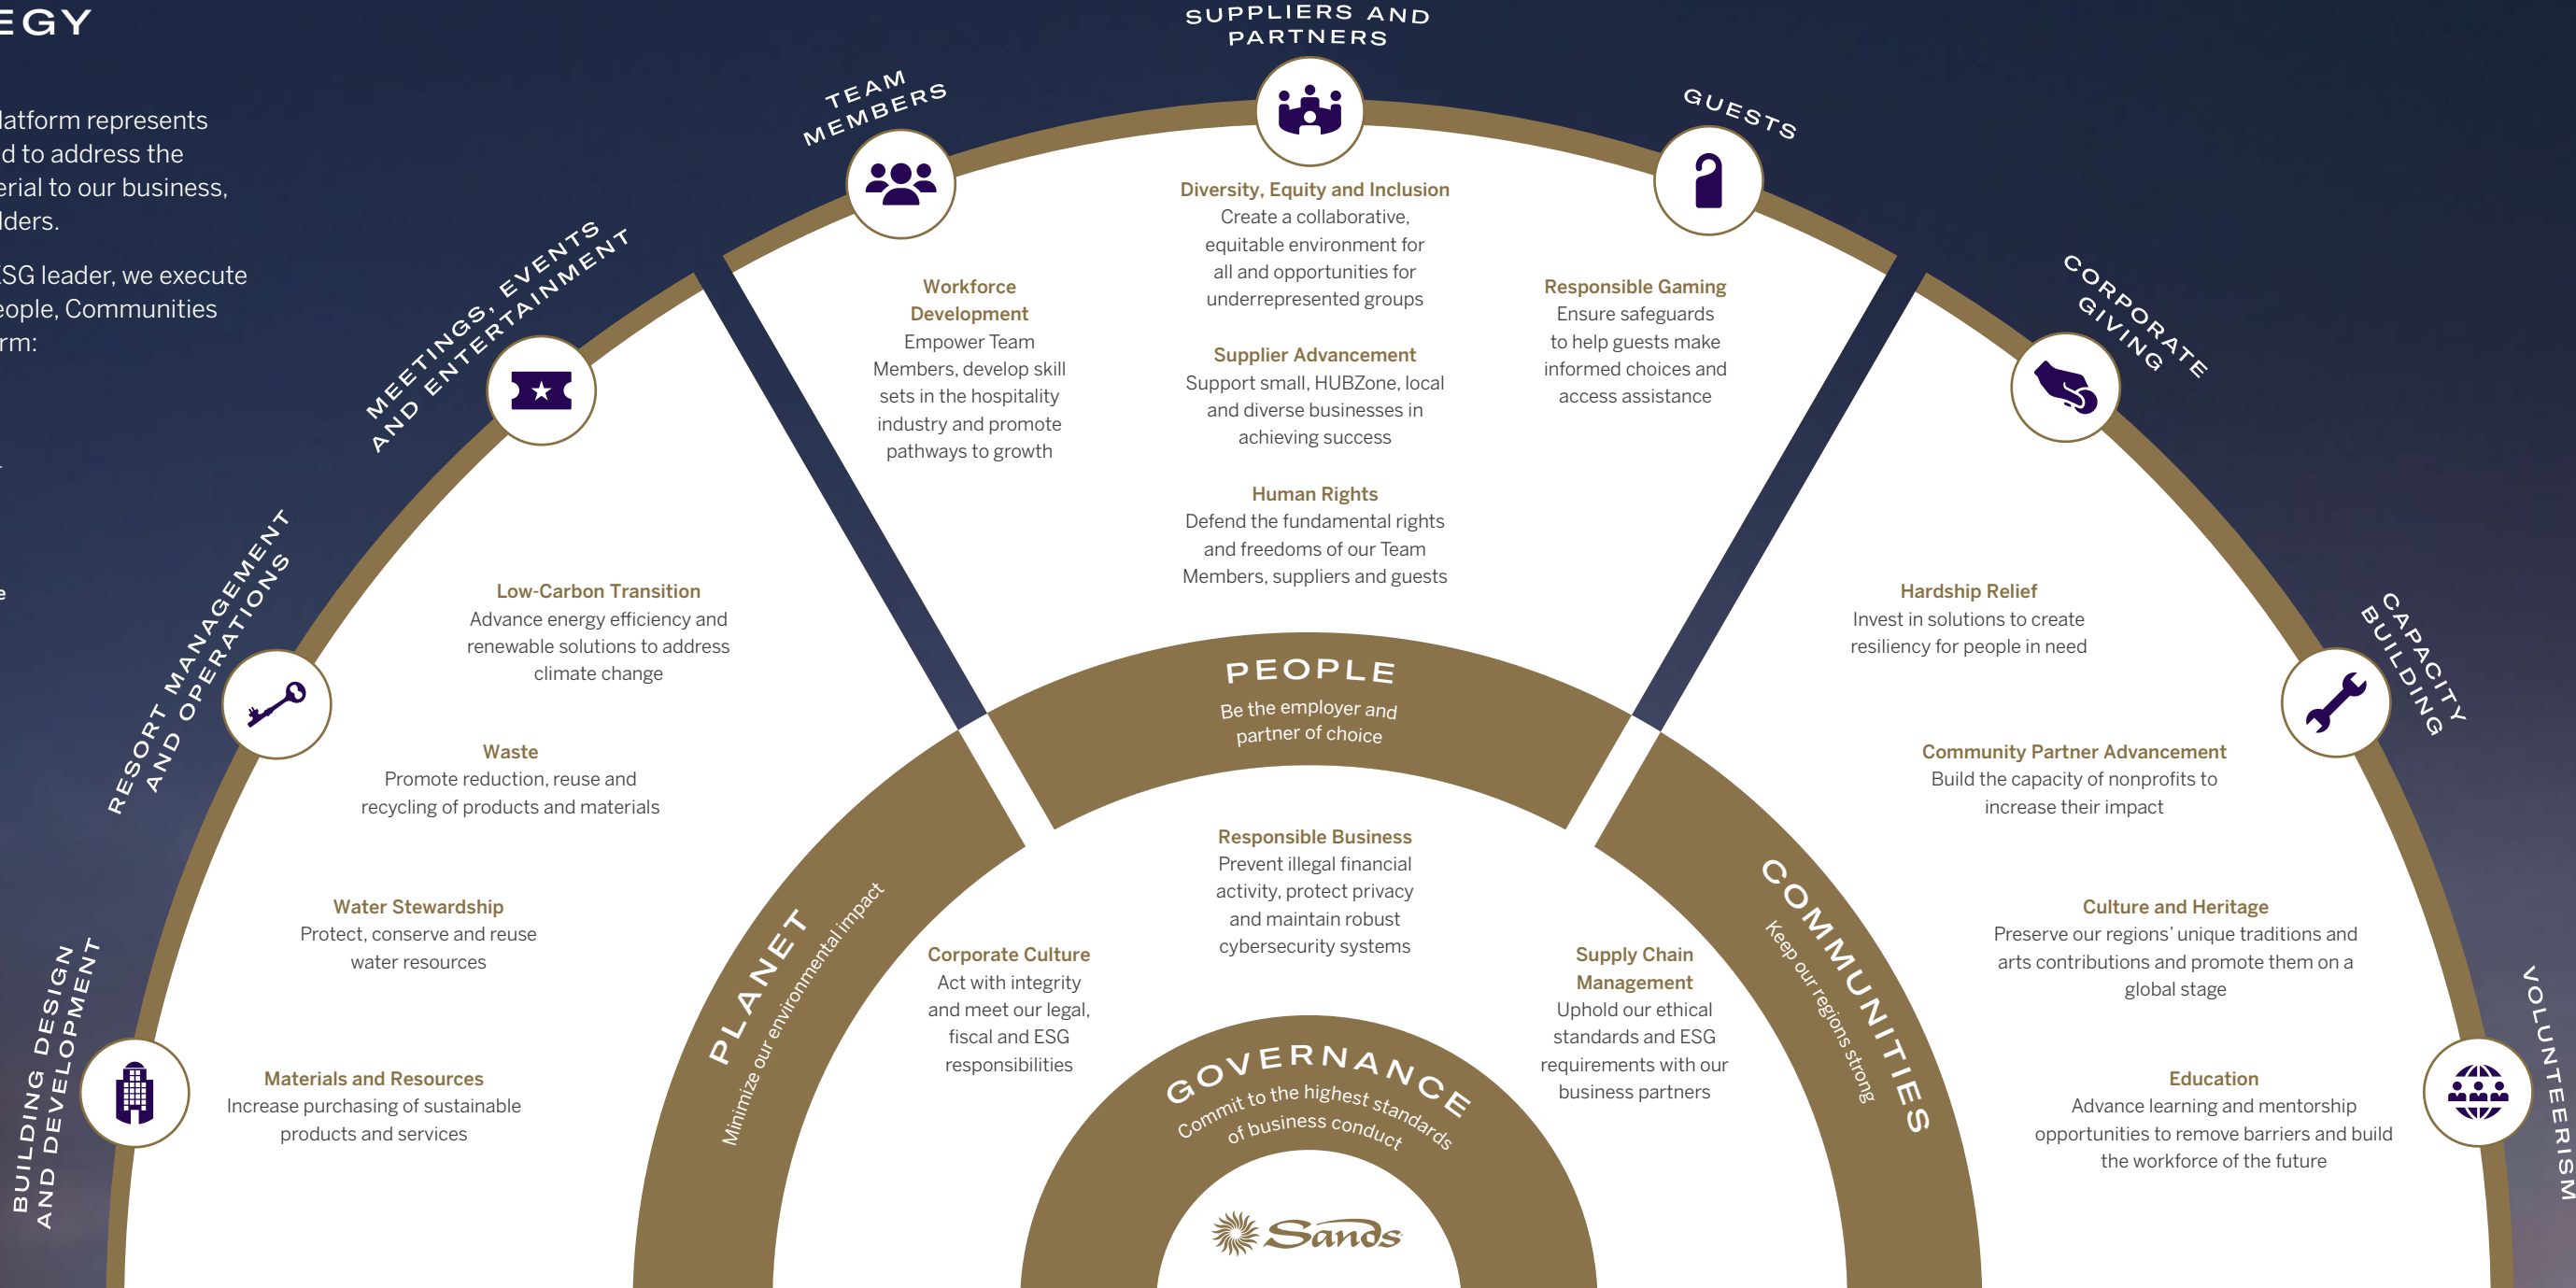 EGY
latform represents
d to address the
erial to our business,
lders.
ESG leader, we execute
eople, Communities
rm:
e
BUILDING DESIGN
AND DEVELOPMENT
RESORT MANAGEMENT
AND OPERATIONS
MEETINGS, EVENTS
AND ENTERTAINMENT
TEAM
MEMBERS
SUPPLIERS AND
PARTNERS
GUESTS
CORPORATE
GIVING
CAPACITY
BUILDING
VOLUNTEERISM
Low-Carbon Transition
Advance energy efficiency and
renewable solutions to address
climate change
Waste
Promote reduction, reuse and
recycling of products and materials
Water Stewardship
Protect, conserve and reuse
water resources
Materials and Resources
Increase purchasing of sustainable
products and services
PLANET
Minimize our environmental impact
Workforce
Development
Empower Team
Members, develop skill
sets in the hospitality
industry and promote
pathways to growth
Diversity, Equity and Inclusion
Create a collaborative,
equitable environment for
all and opportunities for
underrepresented groups
Supplier Advancement
Support small, HUBZone, local
and diverse businesses in
achieving success
Human Rights
Defend the fundamental rights
and freedoms of our Team
Members, suppliers and guests
Responsible Gaming
Ensure safeguards
to help guests make
informed choices and
access assistance
PEOPLE
Be the employer and
partner of choice
Hardship Relief
Invest in solutions to create
resiliency for people in need
Community Partner Advancement
Build the capacity of nonprofits to
increase their impact
Culture and Heritage
Preserve our regions’ unique traditions and
arts contributions and promote them on a
global stage
Education
Advance learning and mentorship
opportunities to remove barriers and build
the workforce of the future
COMMUNITIES
Keep our regions strong
Corporate Culture
Act with integrity
and meet our legal,
fiscal and ESG
responsibilities
Responsible Business
Prevent illegal financial
activity, protect privacy
and maintain robust
cybersecurity systems
Supply Chain
Management
Uphold our ethical
standards and ESG
requirements with our
business partners
GOVERNANCE
Commit to the highest standards
of business conduct
Sands